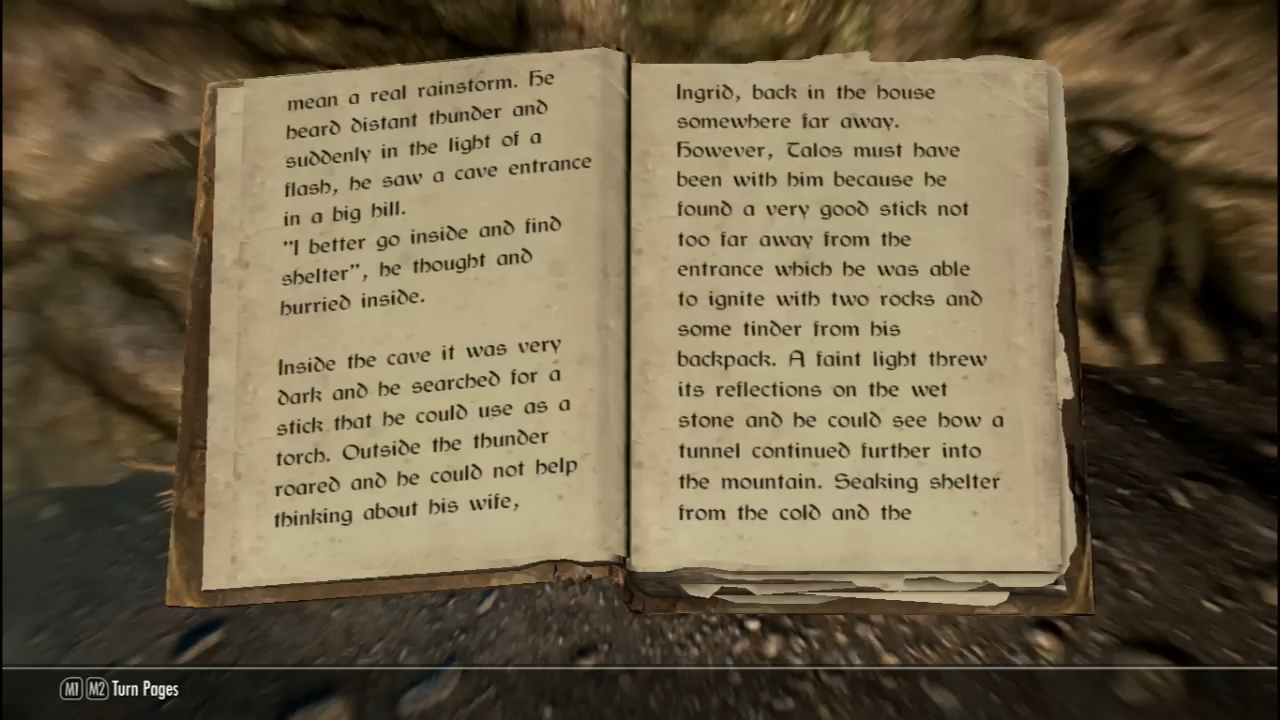 mean a real rainstorm. He
heard distant thunder and
suddenly in the light of a
flash, he saw a cave entrance
in a big hill.
"I better go inside and find
shelter", he thought and
hurried inside.
Inside the cave it was very
dark and he searched for a
stick that he could use as a
torch. Outside the thunder
roared and he could not help
thinking about his wife,
Ingrid, back in the house
somewhere far away.
However, Talos must have
been with him because he
found a very good stick not
too far away from the
entrance which he was able
to ignite with two rocks and
some tinder from his
backpack. A faint light threw
its reflections on the wet
stone and he could see how a
tunnel continued further into
the mountain. Seaking shelter
from the cold and the
M1 M2 Turn Pages